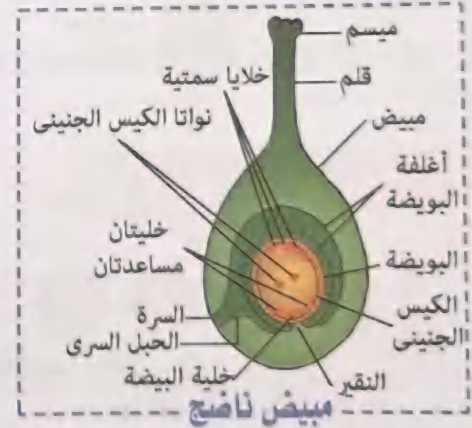 ميسم
خلايا سمتية
قلم
نواتا الكيس الجنينى
مبيض
أغلفة
البويضة
خليتان
مساعدتان
البويضة
الكيس
الجنينى
السرة
الحبل السرى
خلية البيضة
النقير
مبيض ناضج